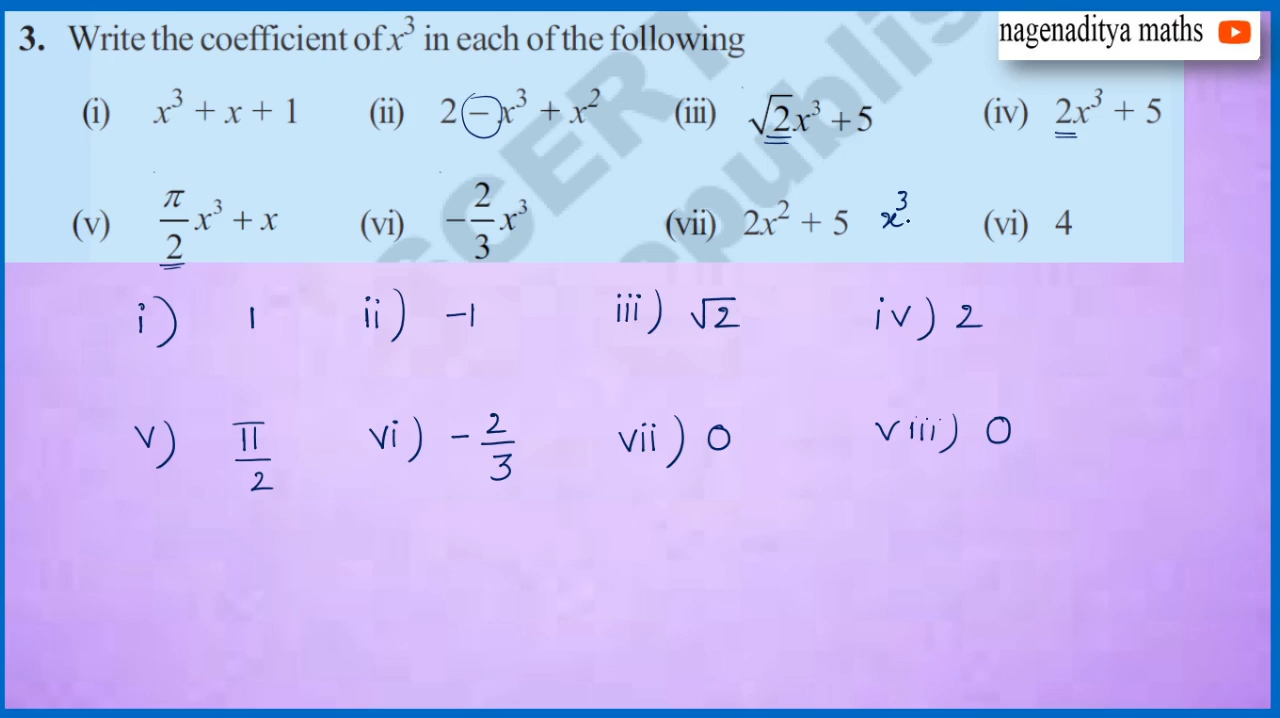 3. Write the coefficient of x³ in each of the following
nagenaditya maths
(i) x³ + x + 1 (ii) 2 − x³ + x² (iii) √2x³ + 5 (iv) 2x³ + 5
(v) π/2 x³ + x (vi) −2/3 x³ (vii) 2x² + 5 x³. (vi) 4
i) 1 ii) −1 iii) √2 iv) 2
v) π/2 vi) −2/3 vii) 0 viii) 0